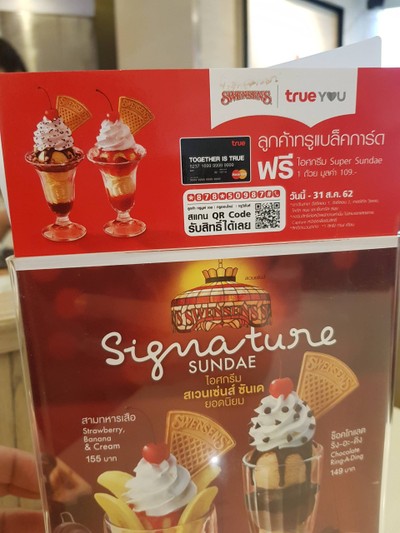 SWENSEN'S
true YOU
ลูกค้าทรูแบล็คการ์ด
ฟรี ไอศกรีม Super Sundae
1 ถ้วย มูลค่า 109.-
true
TOGETHER IS TRUE
MasterCard
*878*50987#
สแกน QR Code
รับสิทธิ์ได้เลย
วันนี้ - 31 ส.ค. 62
SWENSEN'S
Signature
SUNDAE
ไอศกรีม
สเวนเซ่นส์ ซันเด
ยอดนิยม
สามทหารเสือ
Strawberry,
Banana
& Cream
155 บาท
SWENSEN'S
ช็อกโกแลต
ริง-อะ-ดิง
Chocolate
Ring-A-Ding
149 บาท